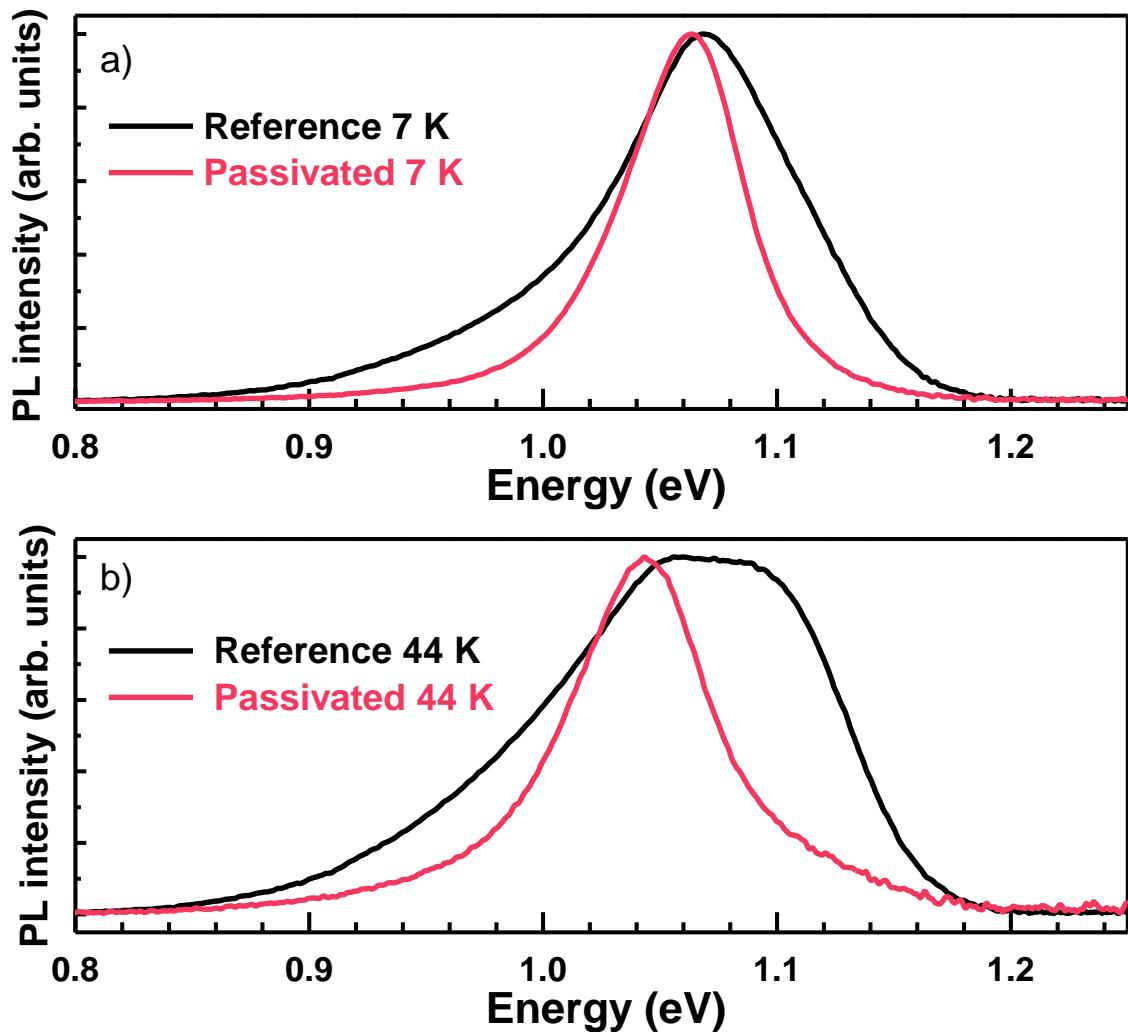 a)
Reference 7 K
Passivated 7 K
PL intensity (arb. units)
0.8 0.9 1.0 1.1 1.2
Energy (eV)
b)
Reference 44 K
Passivated 44 K
PL intensity (arb. units)
0.8 0.9 1.0 1.1 1.2
Energy (eV)